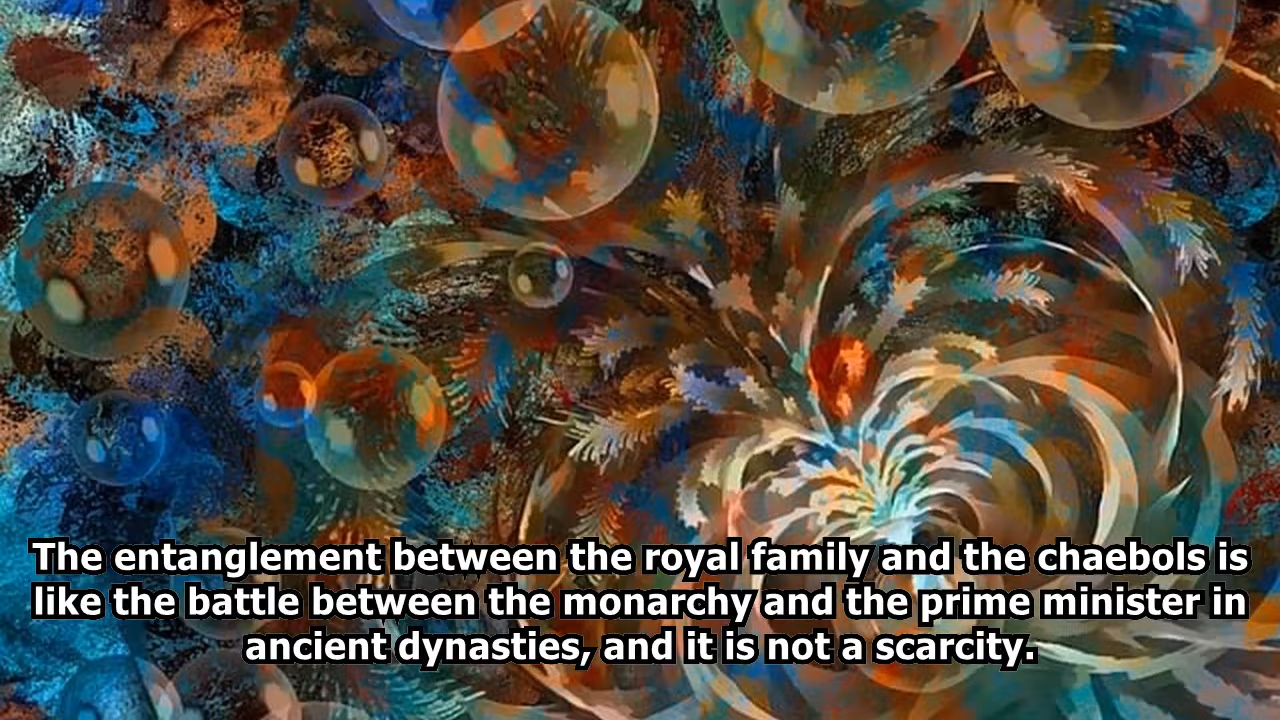 The entanglement between the royal family and the chaebols is
like the battle between the monarchy and the prime minister in
ancient dynasties, and it is not a scarcity.